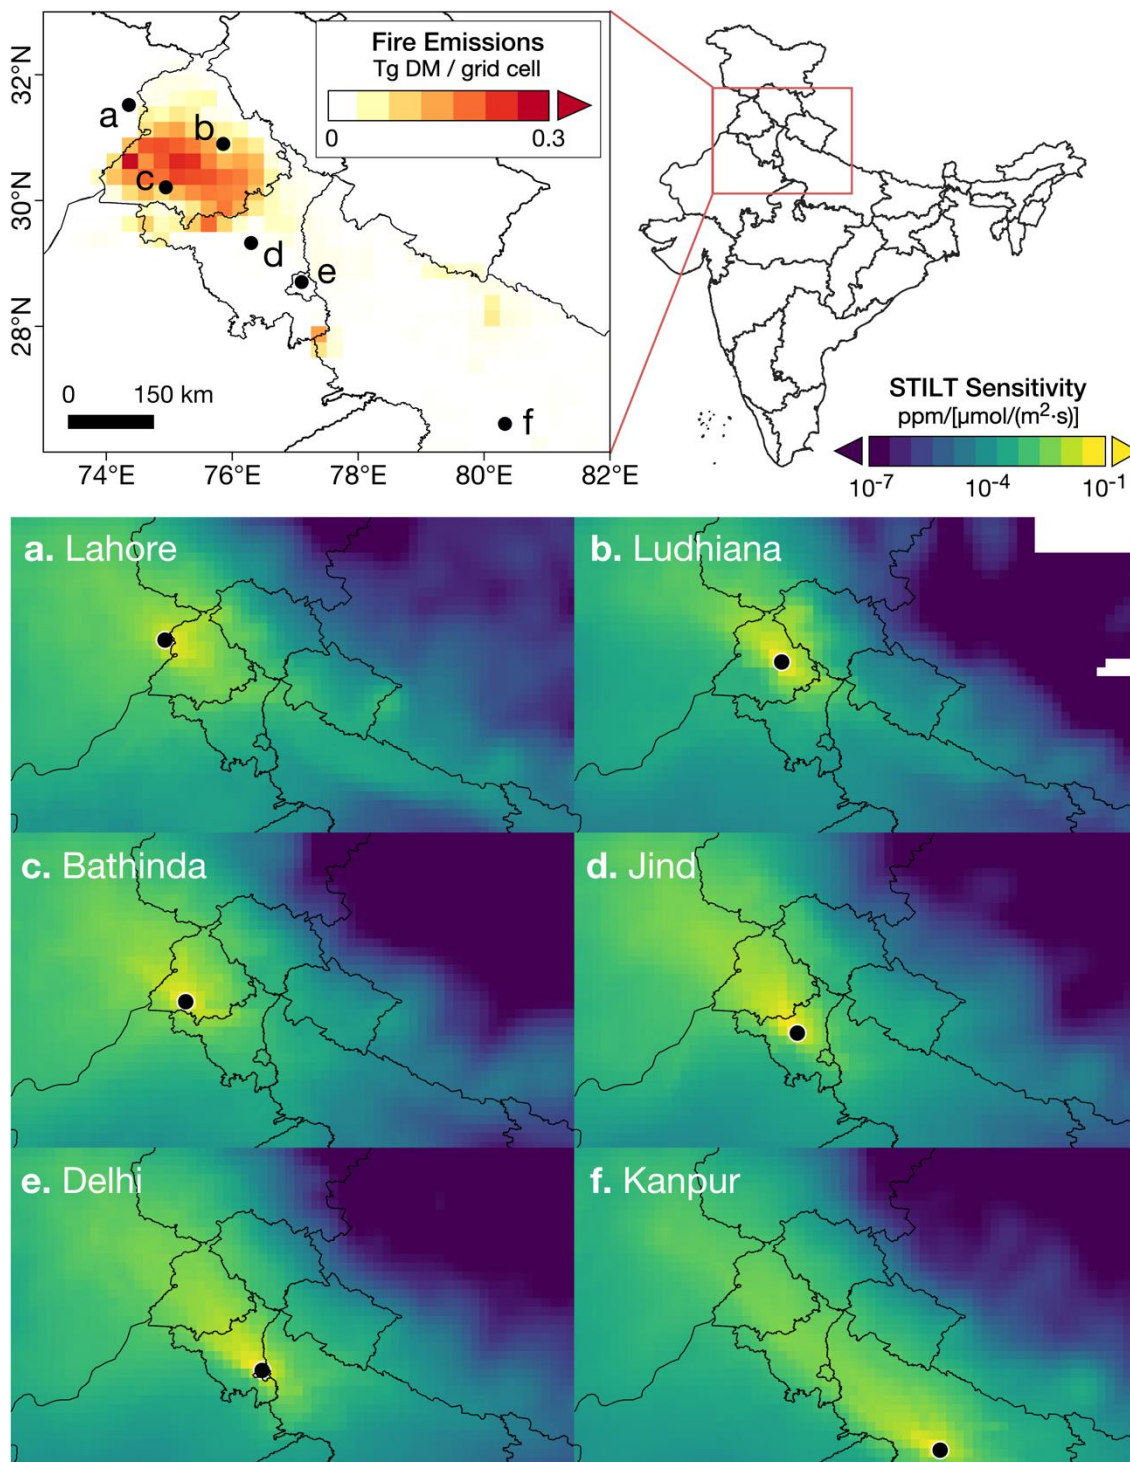 Fire Emissions
Tg DM / grid cell
0 0.3
32°N
30°N
28°N
a
b
c
d
e
f
0 150 km
74°E 76°E 78°E 80°E 82°E
STILT Sensitivity
ppm/[µmol/(m²·s)]
10⁻⁷ 10⁻⁴ 10⁻¹
a. Lahore
b. Ludhiana
c. Bathinda
d. Jind
e. Delhi
f. Kanpur